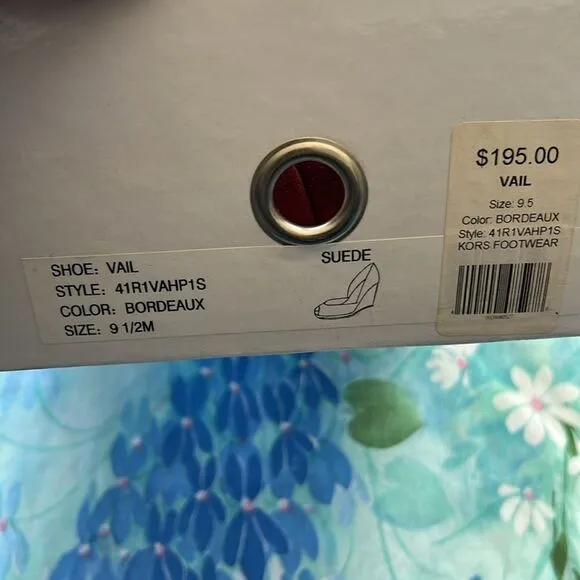 SHOE: VAIL
STYLE: 41R1VAHP1S
COLOR: BORDEAUX
SIZE: 9 1/2M
SUEDE
$195.00
VAIL
Size: 9.5
Color: BORDEAUX
Style: 41R1VAHP1S
KORS FOOTWEAR